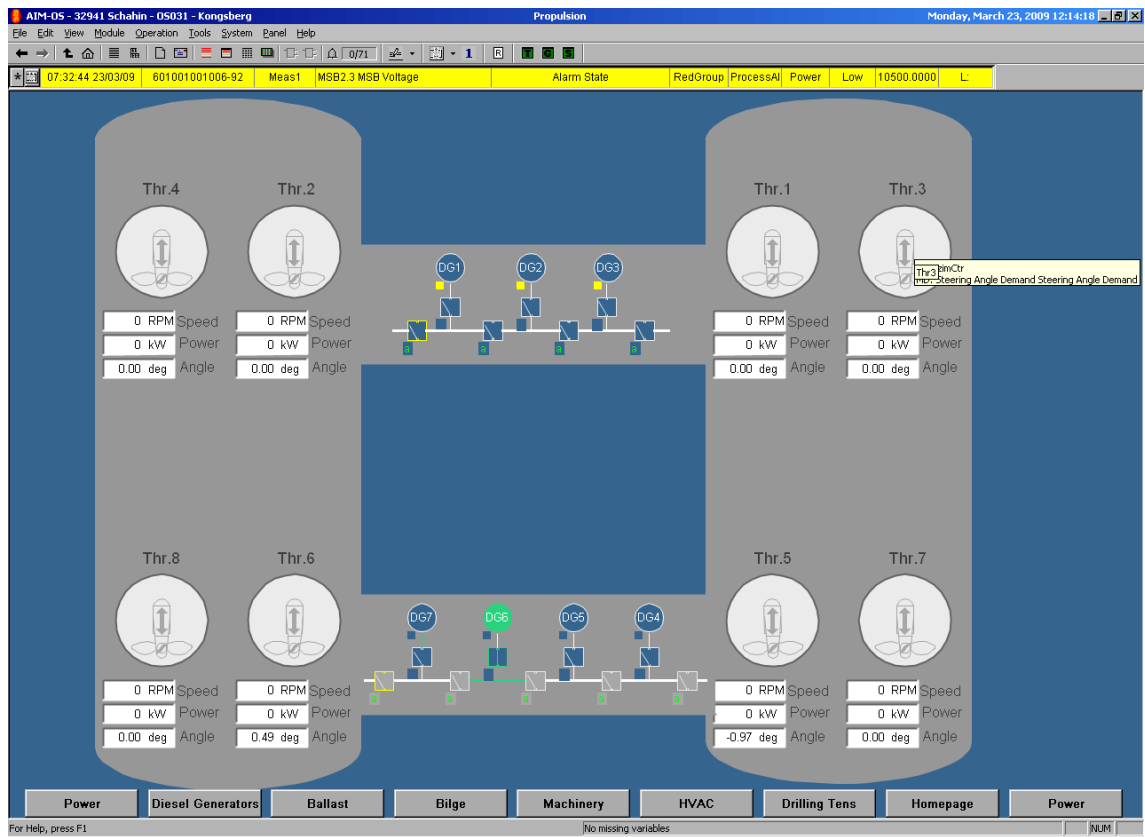 AIM-OS - 32941 Schahin - OS031 - Kongsberg Propulsion Monday, March 23, 2009 12:14:18
File Edit View Module Operation Tools System Panel Help
0/71 1 R T G S
* 07:32:44 23/03/09 601001001006-92 Meas1 MSB2.3 MSB Voltage Alarm State RedGroup ProcessAl Power Low 10500.0000 L:
Thr.4 Thr.2 Thr.1 Thr.3
DG1 DG2 DG3
Thr3 zimCtr
Steering Angle Demand Steering Angle Demand
0 RPM Speed 0 RPM Speed 0 RPM Speed 0 RPM Speed
0 kW Power 0 kW Power 0 kW Power 0 kW Power
a a a a
0.00 deg Angle 0.00 deg Angle 0.00 deg Angle 0.00 deg Angle
Thr.8 Thr.6 Thr.5 Thr.7
DG7 DG6 DG5 DG4
0 RPM Speed 0 RPM Speed 0 RPM Speed 0 RPM Speed
0 kW Power 0 kW Power 0 kW Power 0 kW Power
0.00 deg Angle 0.49 deg Angle -0.97 deg Angle 0.00 deg Angle
Power Diesel Generators Ballast Bilge Machinery HVAC Drilling Tens Homepage Power
For Help, press F1 No missing variables NUM